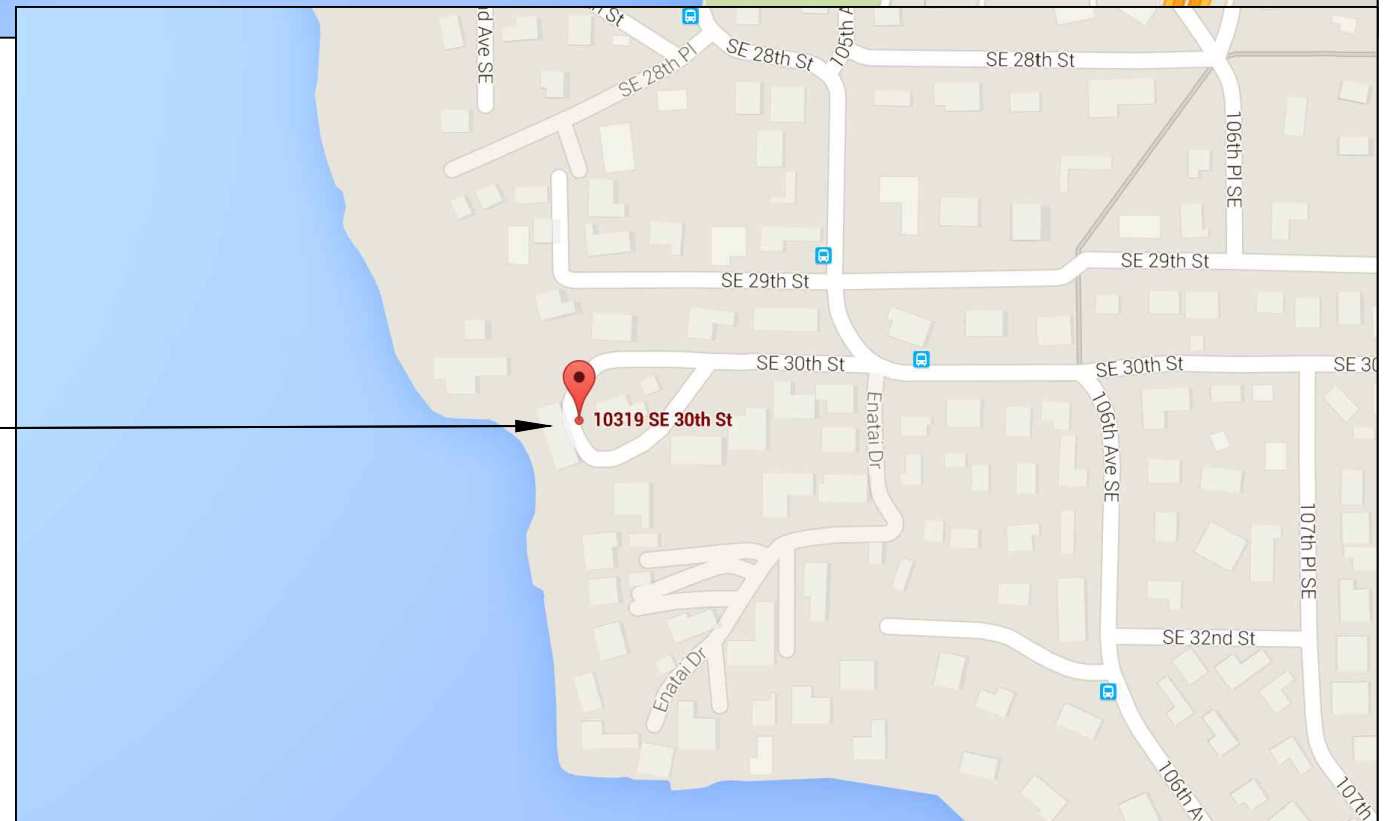 n St
d Ave SE
SE 28th Pl
SE 28th St
105th A
SE 28th St
106th Pl SE
SE 29th St
SE 29th St
SE 30th St
SE 30th St
SE 30
10319 SE 30th St
Enatai Dr
106th Ave SE
107th Pl SE
SE 32nd St
Enatai Dr
106th Av
107th